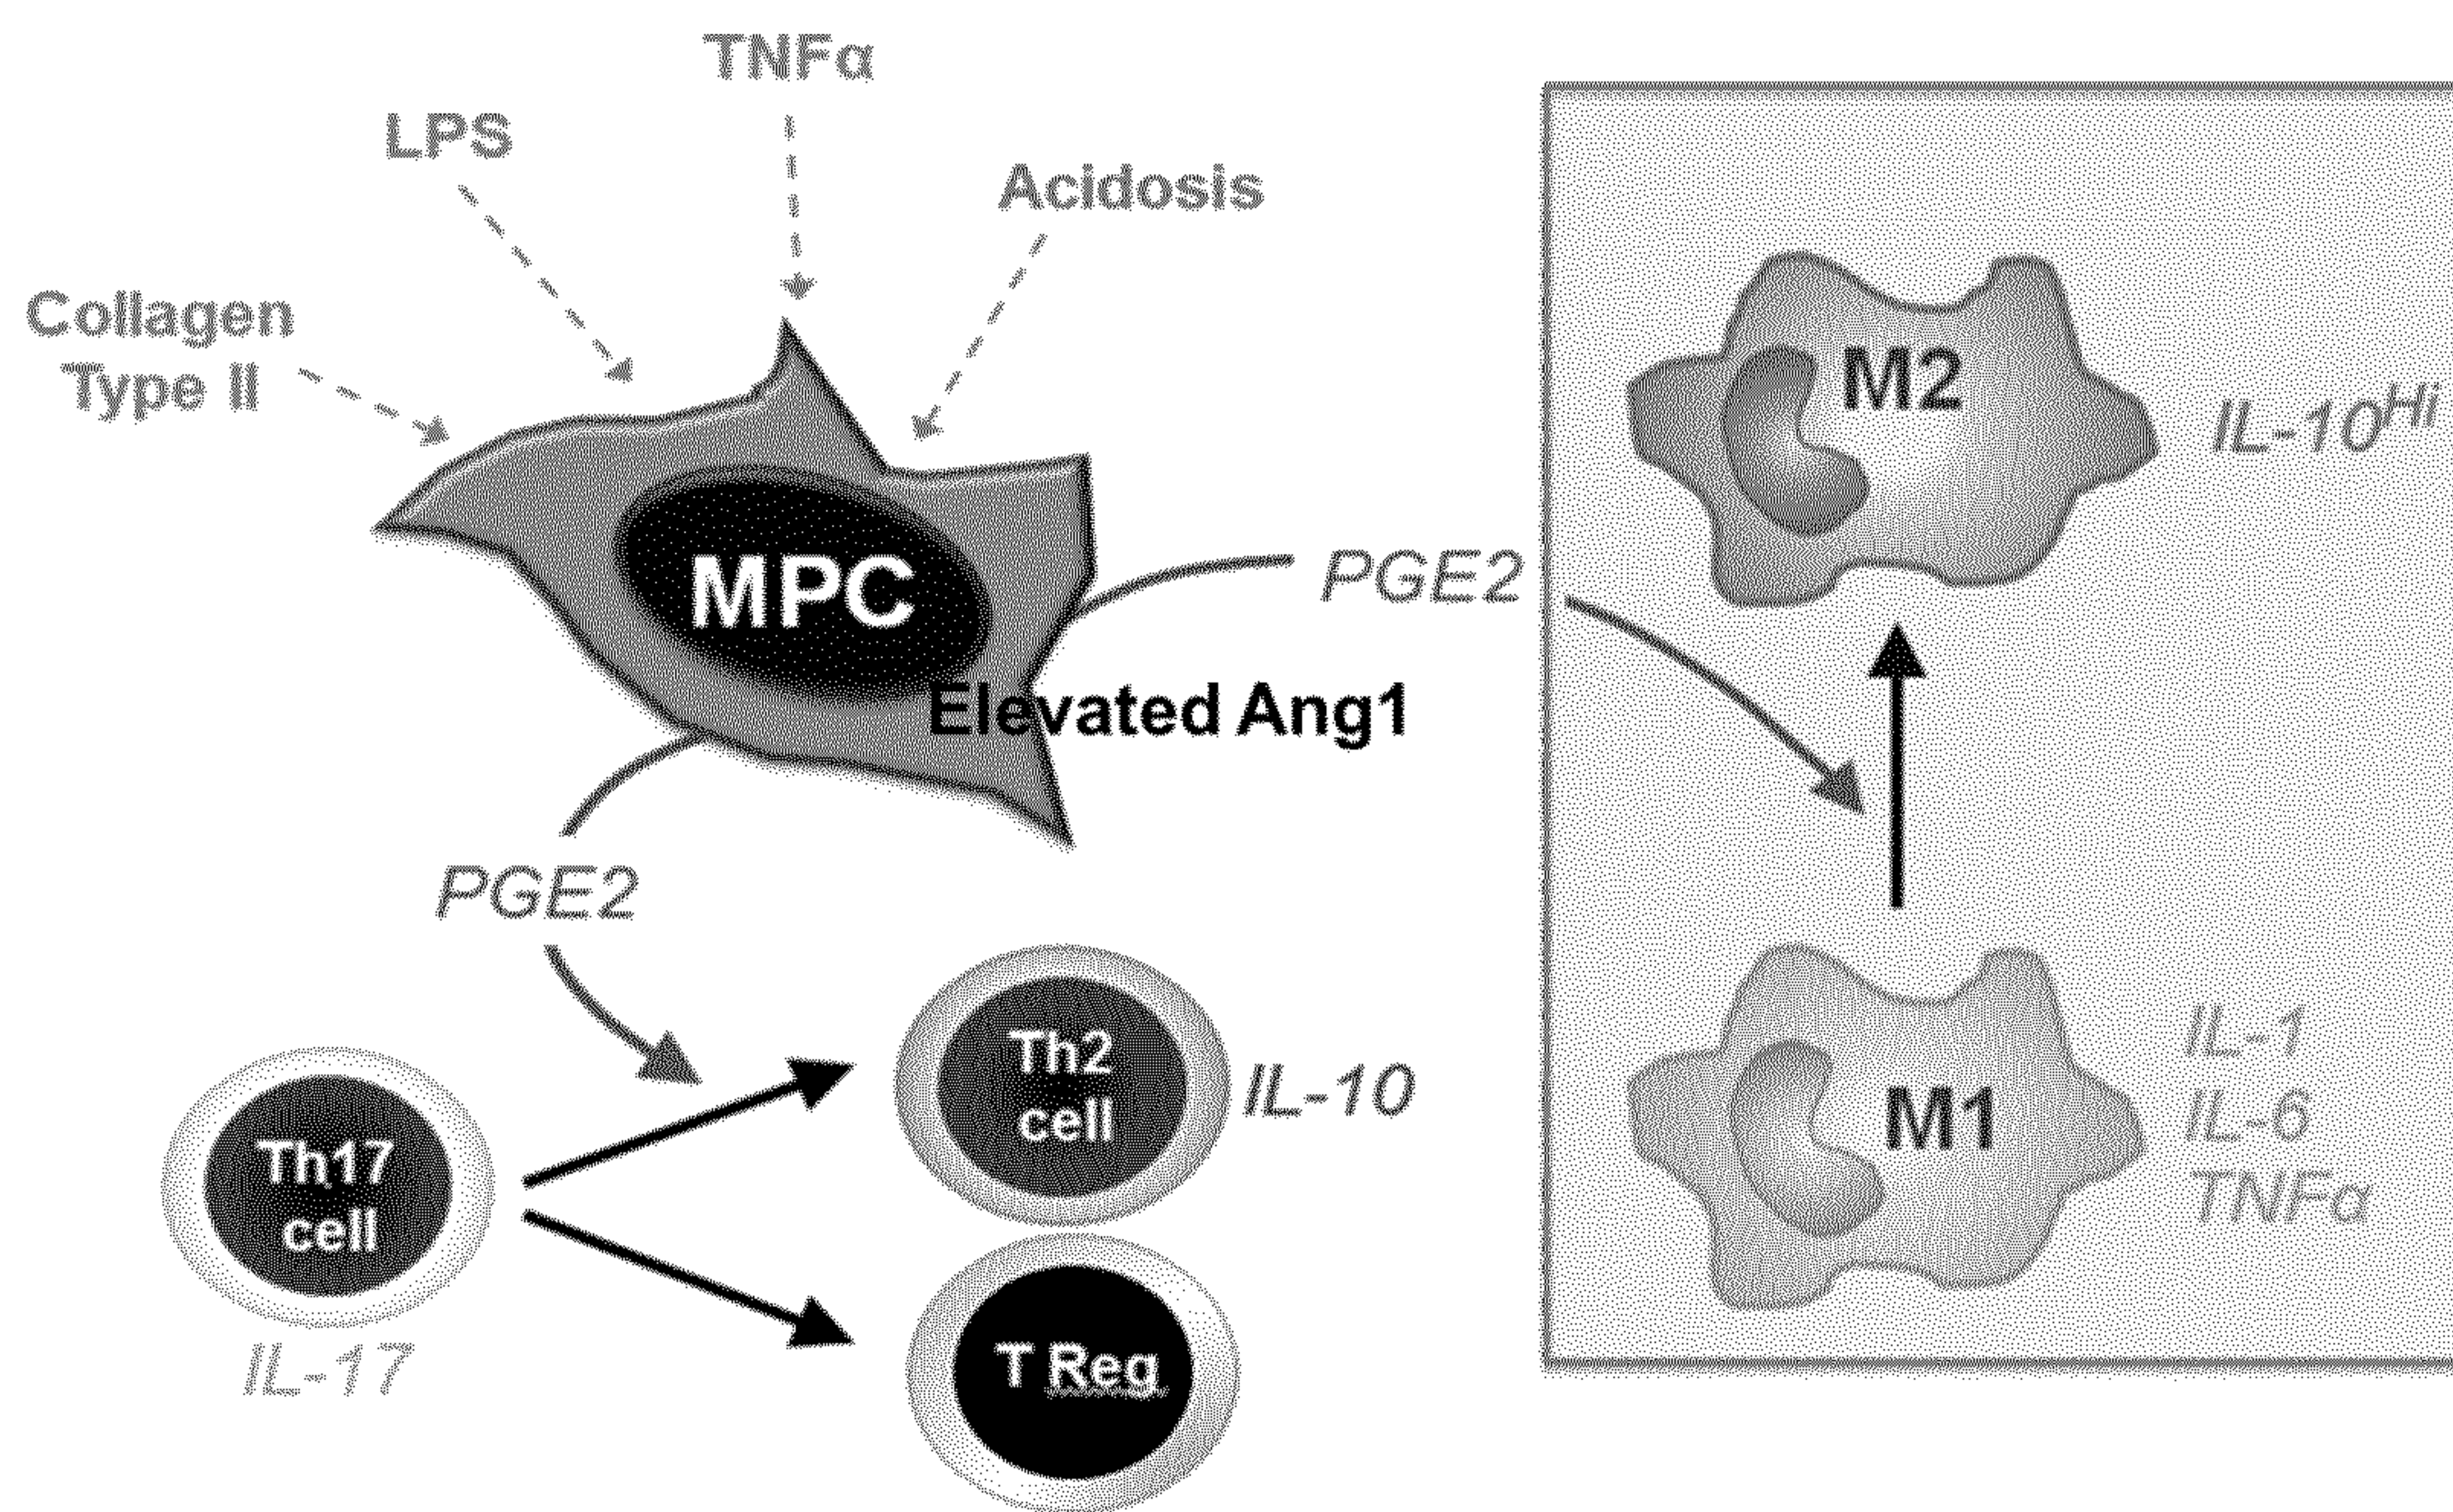 TNFα
LPS
Acidosis
Collagen
Type II
M2
IL-10Hi
MPC
PGE2
Elevated Ang1
PGE2
Th2
cell
IL-10
Th17
cell
IL-17
T Reg
M1
IL-1
IL-6
TNFα